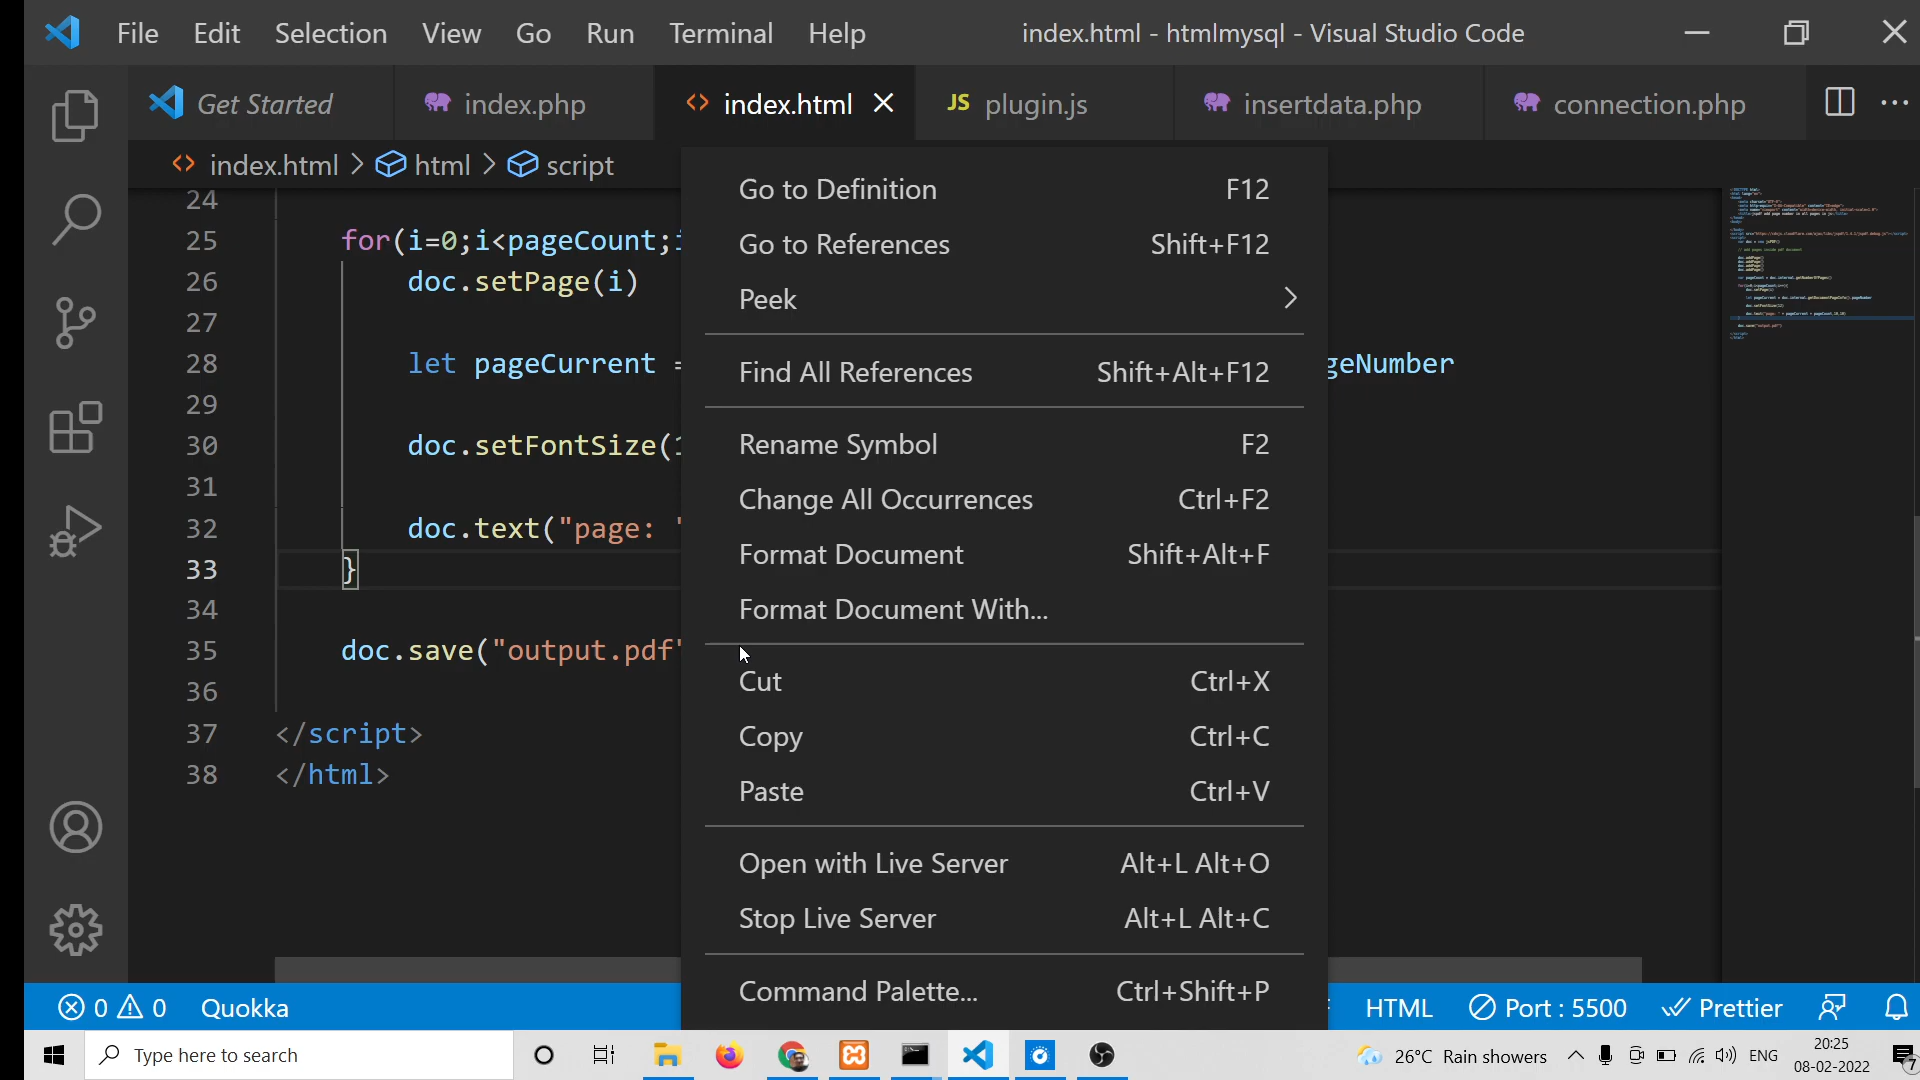 File Edit Selection View Go Run Terminal Help index.html - htmlmysql - Visual Studio Code
Get Started index.php index.html JS plugin.js insertdata.php connection.php
index.html > html > script
24
25 for(i=0;i<pageCount;i
26 doc.setPage(i)
27
28 let pageCurrent = geNumber
29
30 doc.setFontSize(1
31
32 doc.text("page: "
33 }
34
35 doc.save("output.pdf"
36
37 </script>
38 </html>
Go to Definition F12
Go to References Shift+F12
Peek
Find All References Shift+Alt+F12
Rename Symbol F2
Change All Occurrences Ctrl+F2
Format Document Shift+Alt+F
Format Document With...
Cut Ctrl+X
Copy Ctrl+C
Paste Ctrl+V
Open with Live Server Alt+L Alt+O
Stop Live Server Alt+L Alt+C
Command Palette... Ctrl+Shift+P
0 0 Quokka HTML Port : 5500 Prettier
Type here to search 26°C Rain showers ENG 20:25
08-02-2022 7